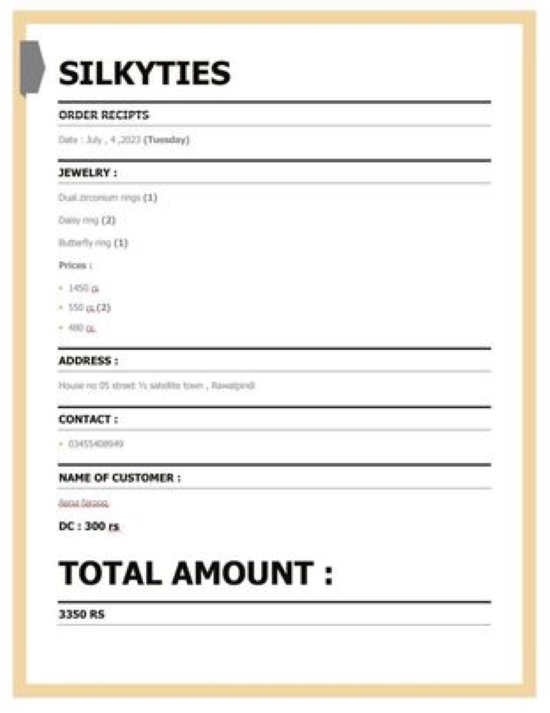 SILKYTIES
ORDER RECIPTS
Date : July , 4 ,2023 (Tuesday)
JEWELRY :
Dual zirconium rings (1)
Daisy ring (2)
Butterfly ring (1)
Prices :
• 1450 rs
• 550 rs (2)
• 480 rs
ADDRESS :
House no 05 street ½ satellite town , Rawalpindi
CONTACT :
• 03455408949
NAME OF CUSTOMER :
DC : 300 rs
TOTAL AMOUNT :
3350 RS